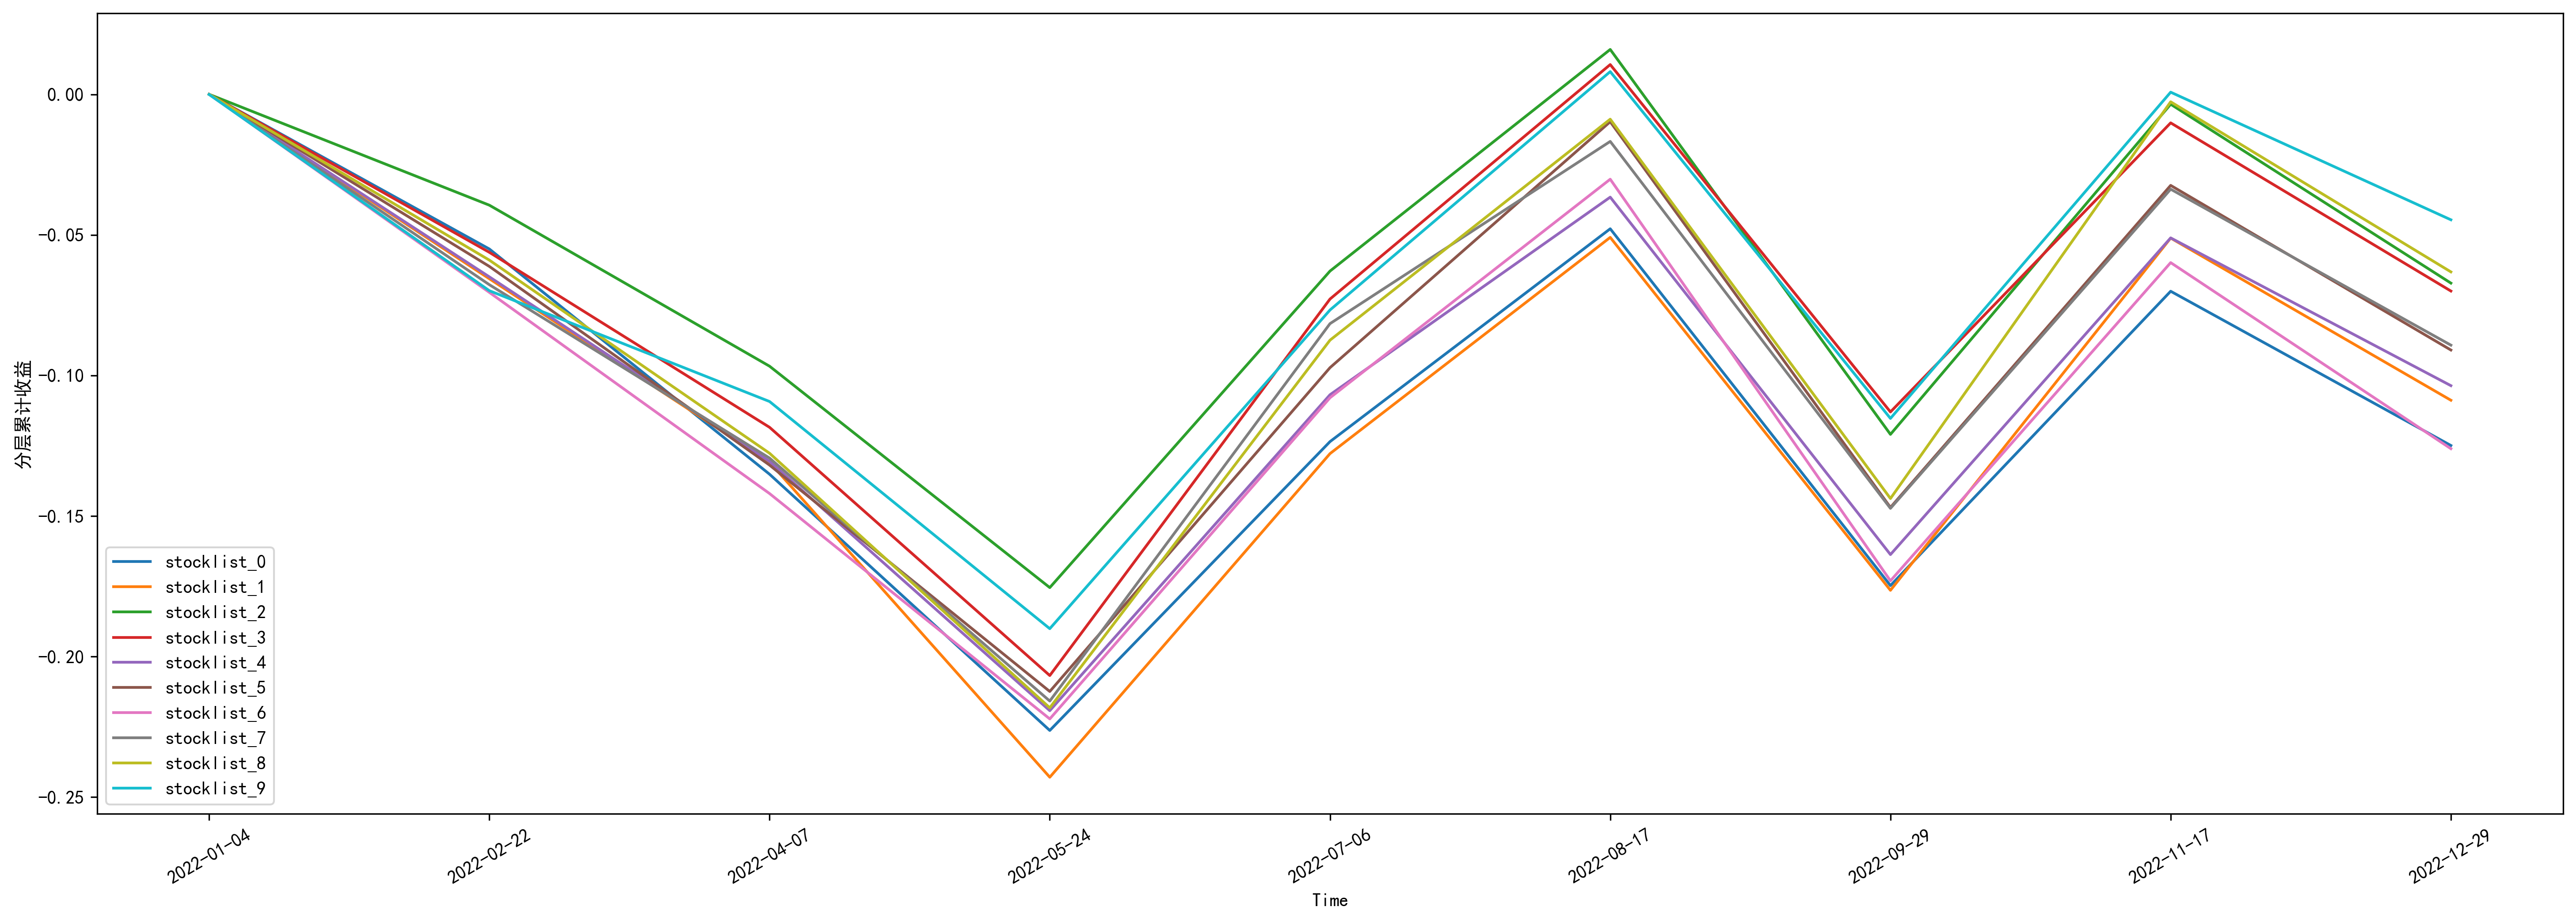 0.00
-0.05
-0.10
-0.15
-0.20
-0.25
分层累计收益
stocklist_0
stocklist_1
stocklist_2
stocklist_3
stocklist_4
stocklist_5
stocklist_6
stocklist_7
stocklist_8
stocklist_9
2022-01-04
2022-02-22
2022-04-07
2022-05-24
2022-07-06
2022-08-17
2022-09-29
2022-11-17
2022-12-29
Time